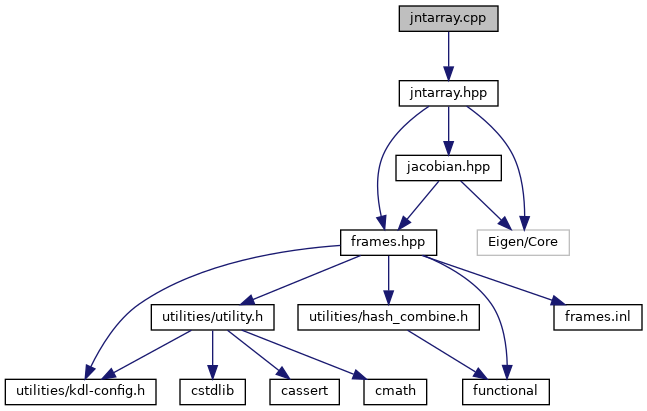 jntarray.cpp
jntarray.hpp
jacobian.hpp
frames.hpp
Eigen/Core
utilities/utility.h
utilities/hash_combine.h
frames.inl
utilities/kdl-config.h
cstdlib
cassert
cmath
functional